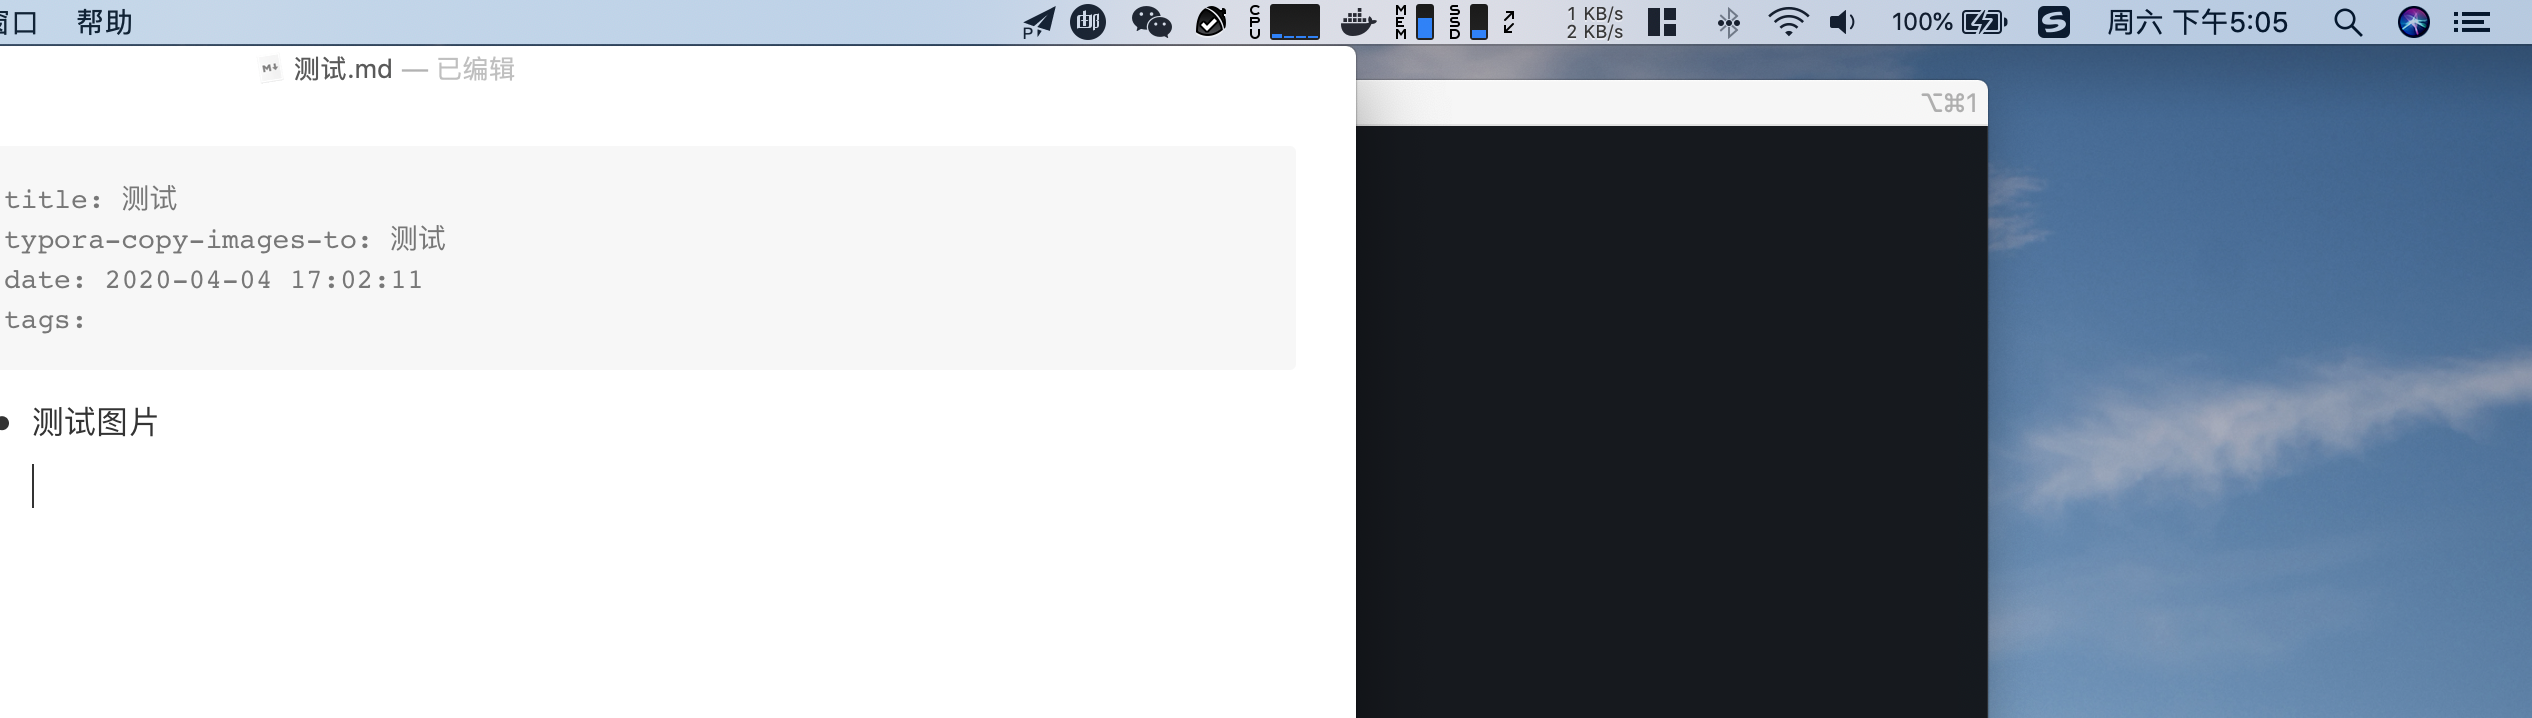 窗口 帮助 P 邮 CPU MEM SSD 1 KB/s 100% S 周六 下午5:05
2 KB/s
测试.md — 已编辑
⌥⌘1
title: 测试
typora-copy-images-to: 测试
date: 2020-04-04 17:02:11
tags:
• 测试图片